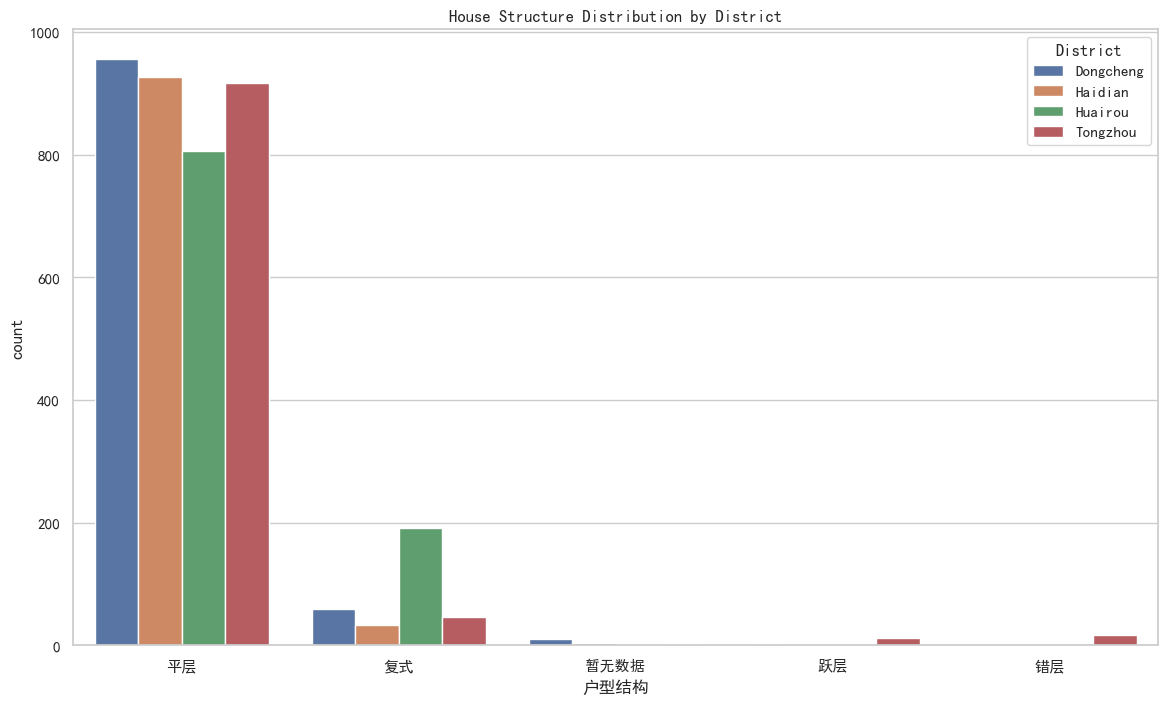 House Structure Distribution by District
District
Dongcheng
Haidian
Huairou
Tongzhou
count
1000
800
600
400
200
0
平层 复式 暂无数据 跃层 错层
户型结构